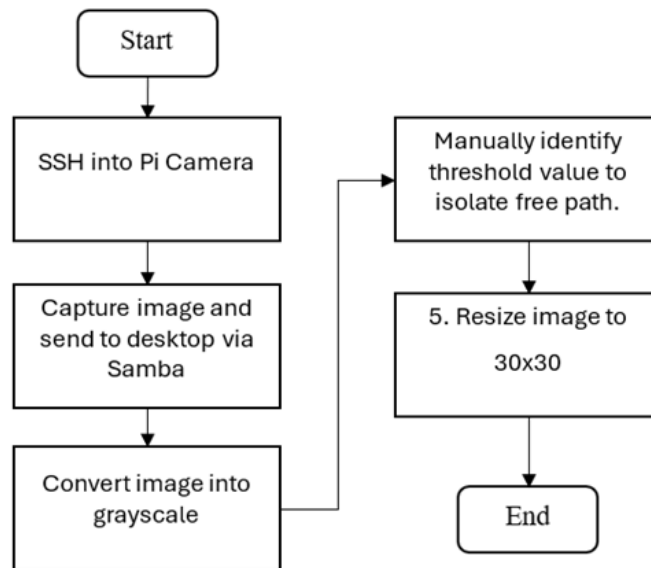 Start
SSH into Pi Camera
Capture image and
send to desktop via
Samba
Convert image into
grayscale
Manually identify
threshold value to
isolate free path.
5. Resize image to
30x30
End